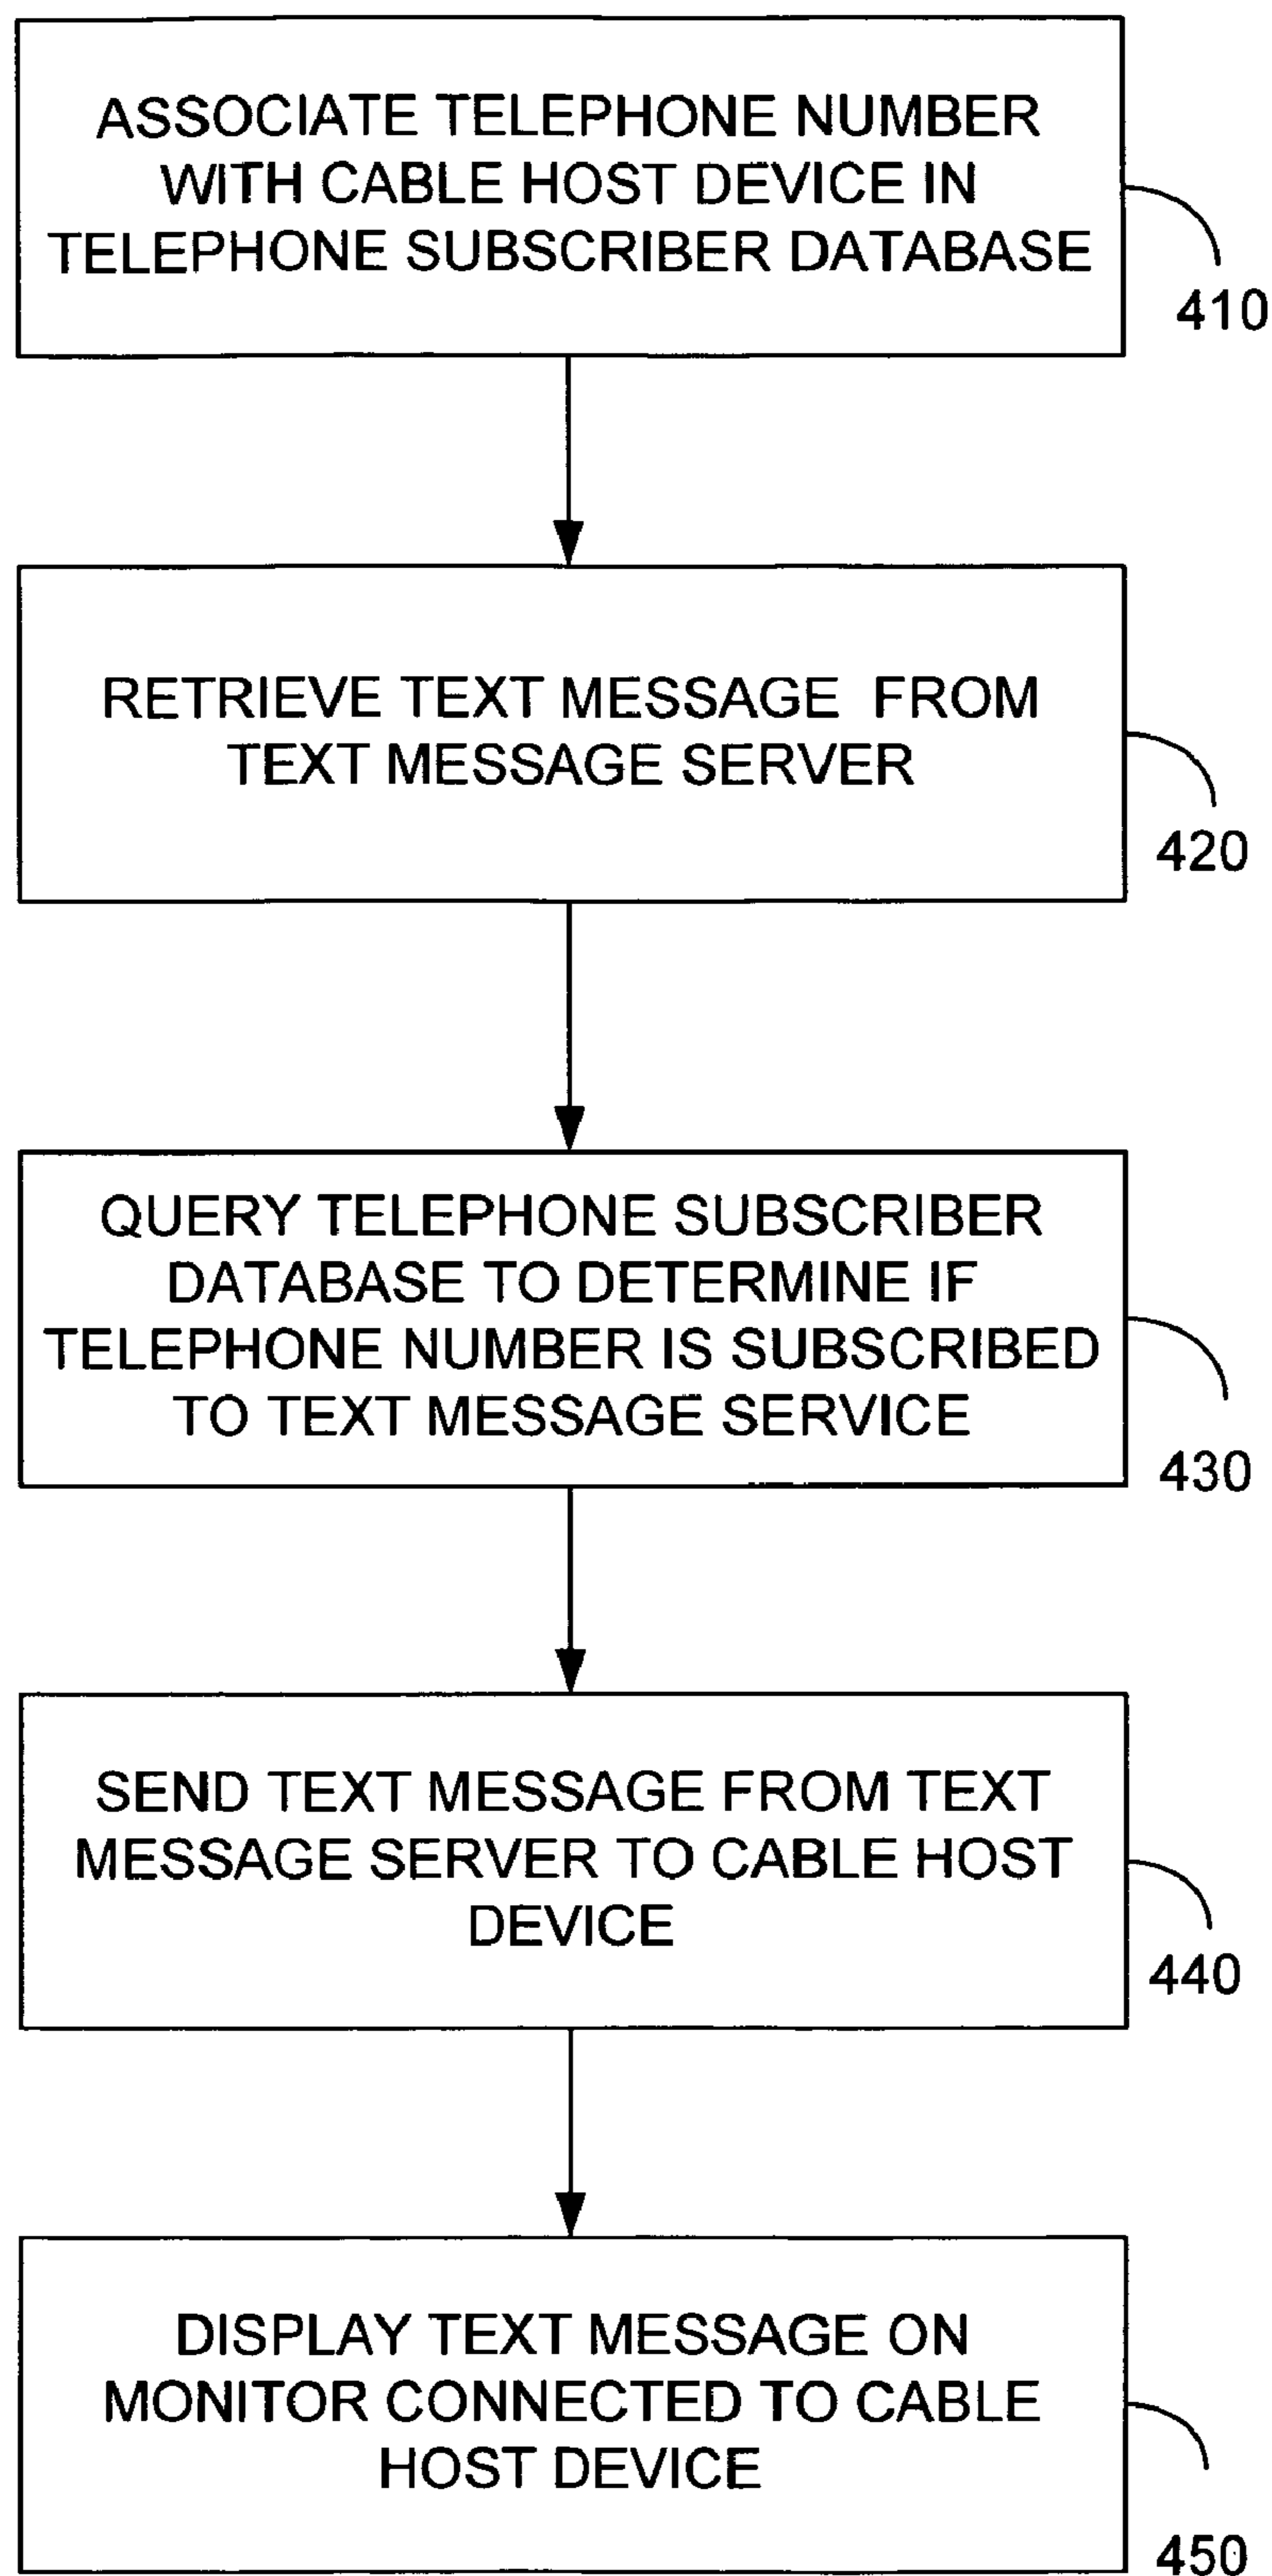 ASSOCIATE TELEPHONE NUMBER
WITH CABLE HOST DEVICE IN
TELEPHONE SUBSCRIBER DATABASE
410
RETRIEVE TEXT MESSAGE FROM
TEXT MESSAGE SERVER
420
QUERY TELEPHONE SUBSCRIBER
DATABASE TO DETERMINE IF
TELEPHONE NUMBER IS SUBSCRIBED
TO TEXT MESSAGE SERVICE
430
SEND TEXT MESSAGE FROM TEXT
MESSAGE SERVER TO CABLE HOST
DEVICE
440
DISPLAY TEXT MESSAGE ON
MONITOR CONNECTED TO CABLE
HOST DEVICE
450